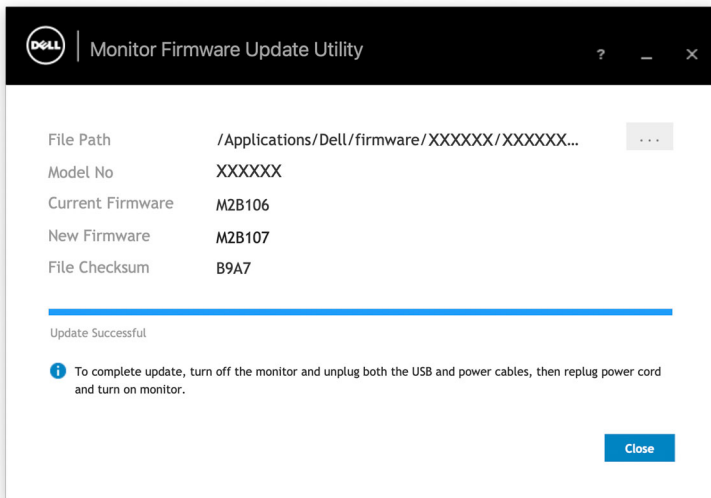 DELL
Monitor Firmware Update Utility
?
File Path /Applications/Dell/firmware/XXXXXX/XXXXXX... ...
Model No XXXXXX
Current Firmware M2B106
New Firmware M2B107
File Checksum B9A7
Update Successful
To complete update, turn off the monitor and unplug both the USB and power cables, then replug power cord
and turn on monitor.
Close